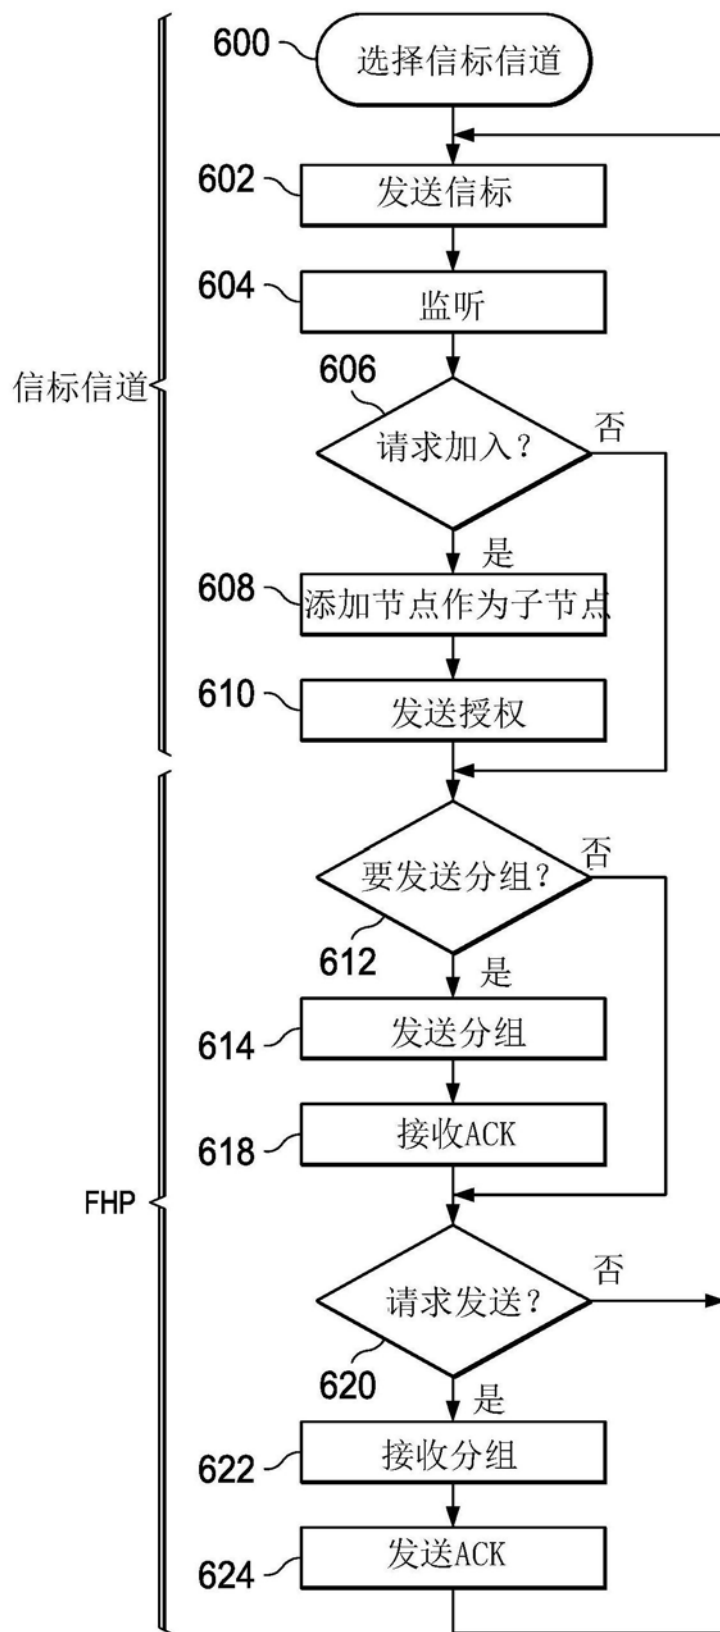 600
选择信标信道
602
发送信标
604
监听
606
信标信道
请求加入?
否
是
608
添加节点作为子节点
610
发送授权
要发送分组?
否
612
是
614
发送分组
618
接收ACK
FHP
请求发送?
否
620
是
622
接收分组
624
发送ACK